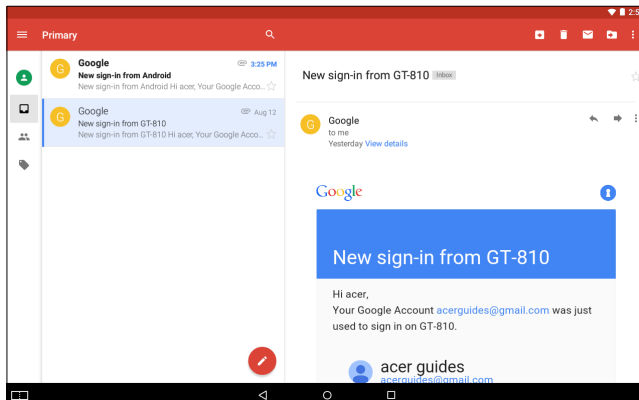 2:5
Primary
Google 3:25 PM
New sign-in from Android
New sign-in from Android Hi acer, Your Google Acco...
G
Google Aug 12
New sign-in from GT-810
New sign-in from GT-810 Hi acer, Your Google Acco...
G
New sign-in from GT-810 Inbox
G
Google
to me
Yesterday View details
Google
New sign-in from GT-810
Hi acer,
Your Google Account acerguides@gmail.com was just
used to sign in on GT-810.
acer guides
acerguides@gmail.com